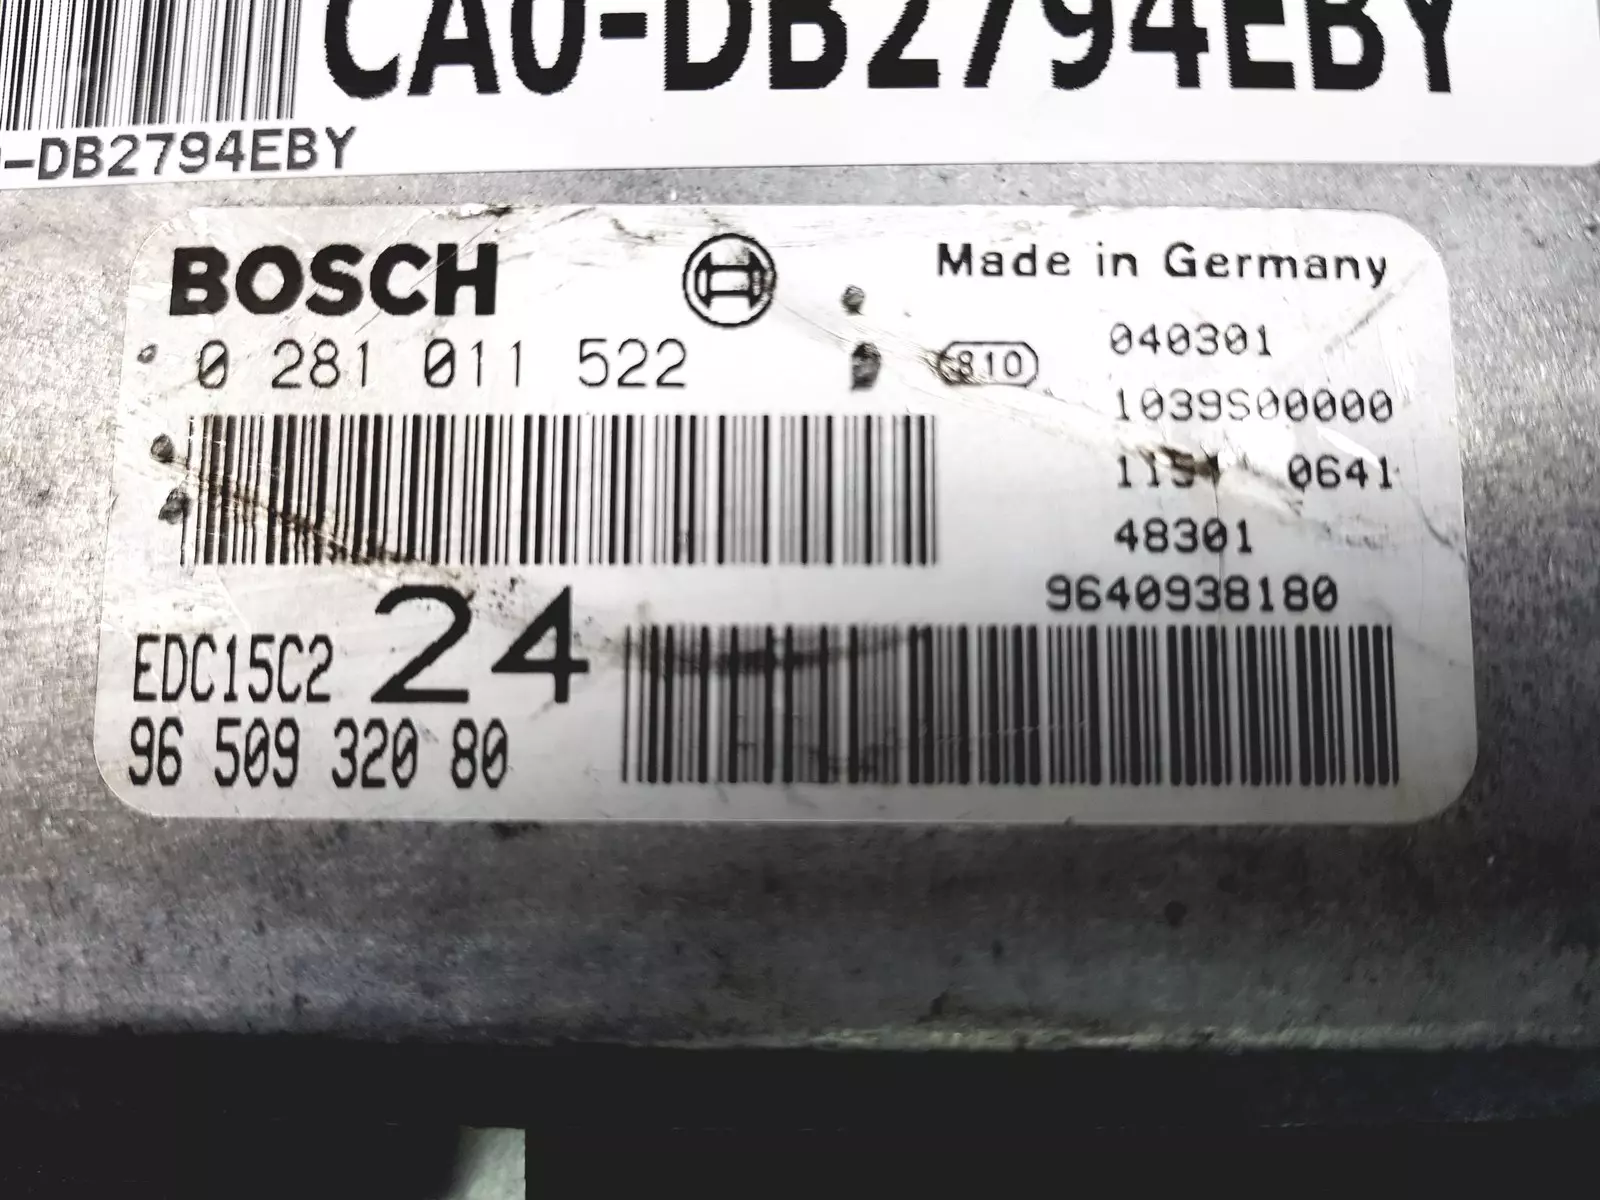 CA0-DB2794EBY
-DB2794EBY
BOSCH
Made in Germany
0 281 011 522
810
040301
1039S00000
0641
48301
9640938180
24
EDC15C2
96 509 320 80